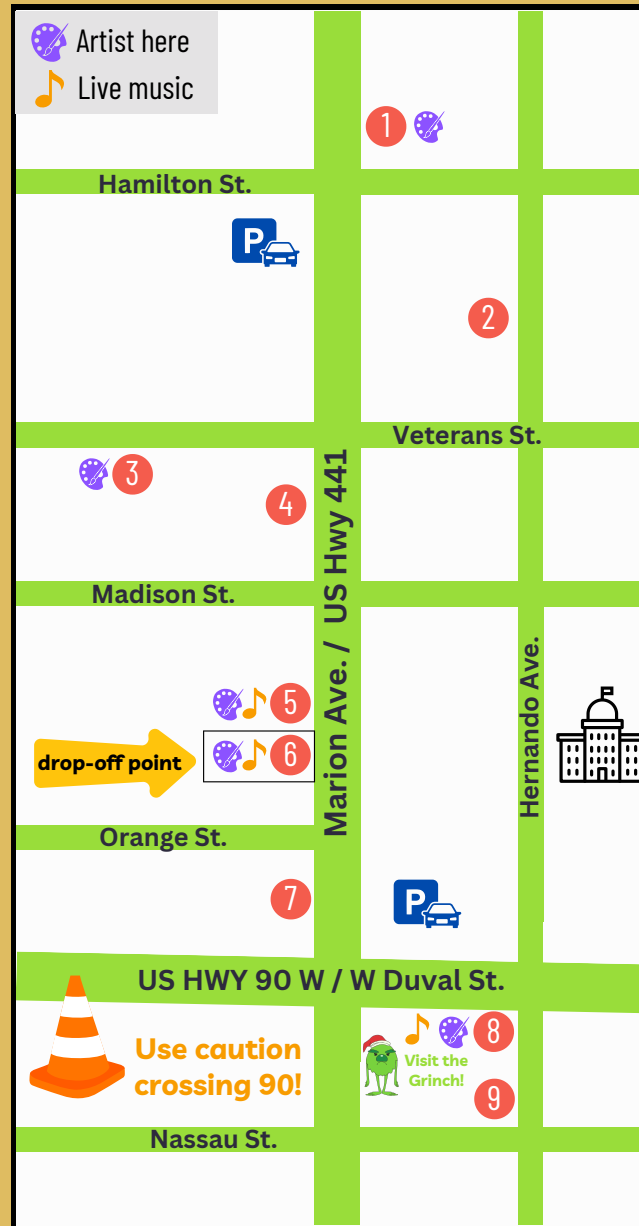 Artist here
Live music
1
Hamilton St.
P
2
Veterans St.
3
4
Marion Ave. / US Hwy 441
Madison St.
5
Hernando Ave.
drop-off point
6
Orange St.
7
P
US HWY 90 W / W Duval St.
8
Use caution
crossing 90!
Visit the
Grinch!
9
Nassau St.